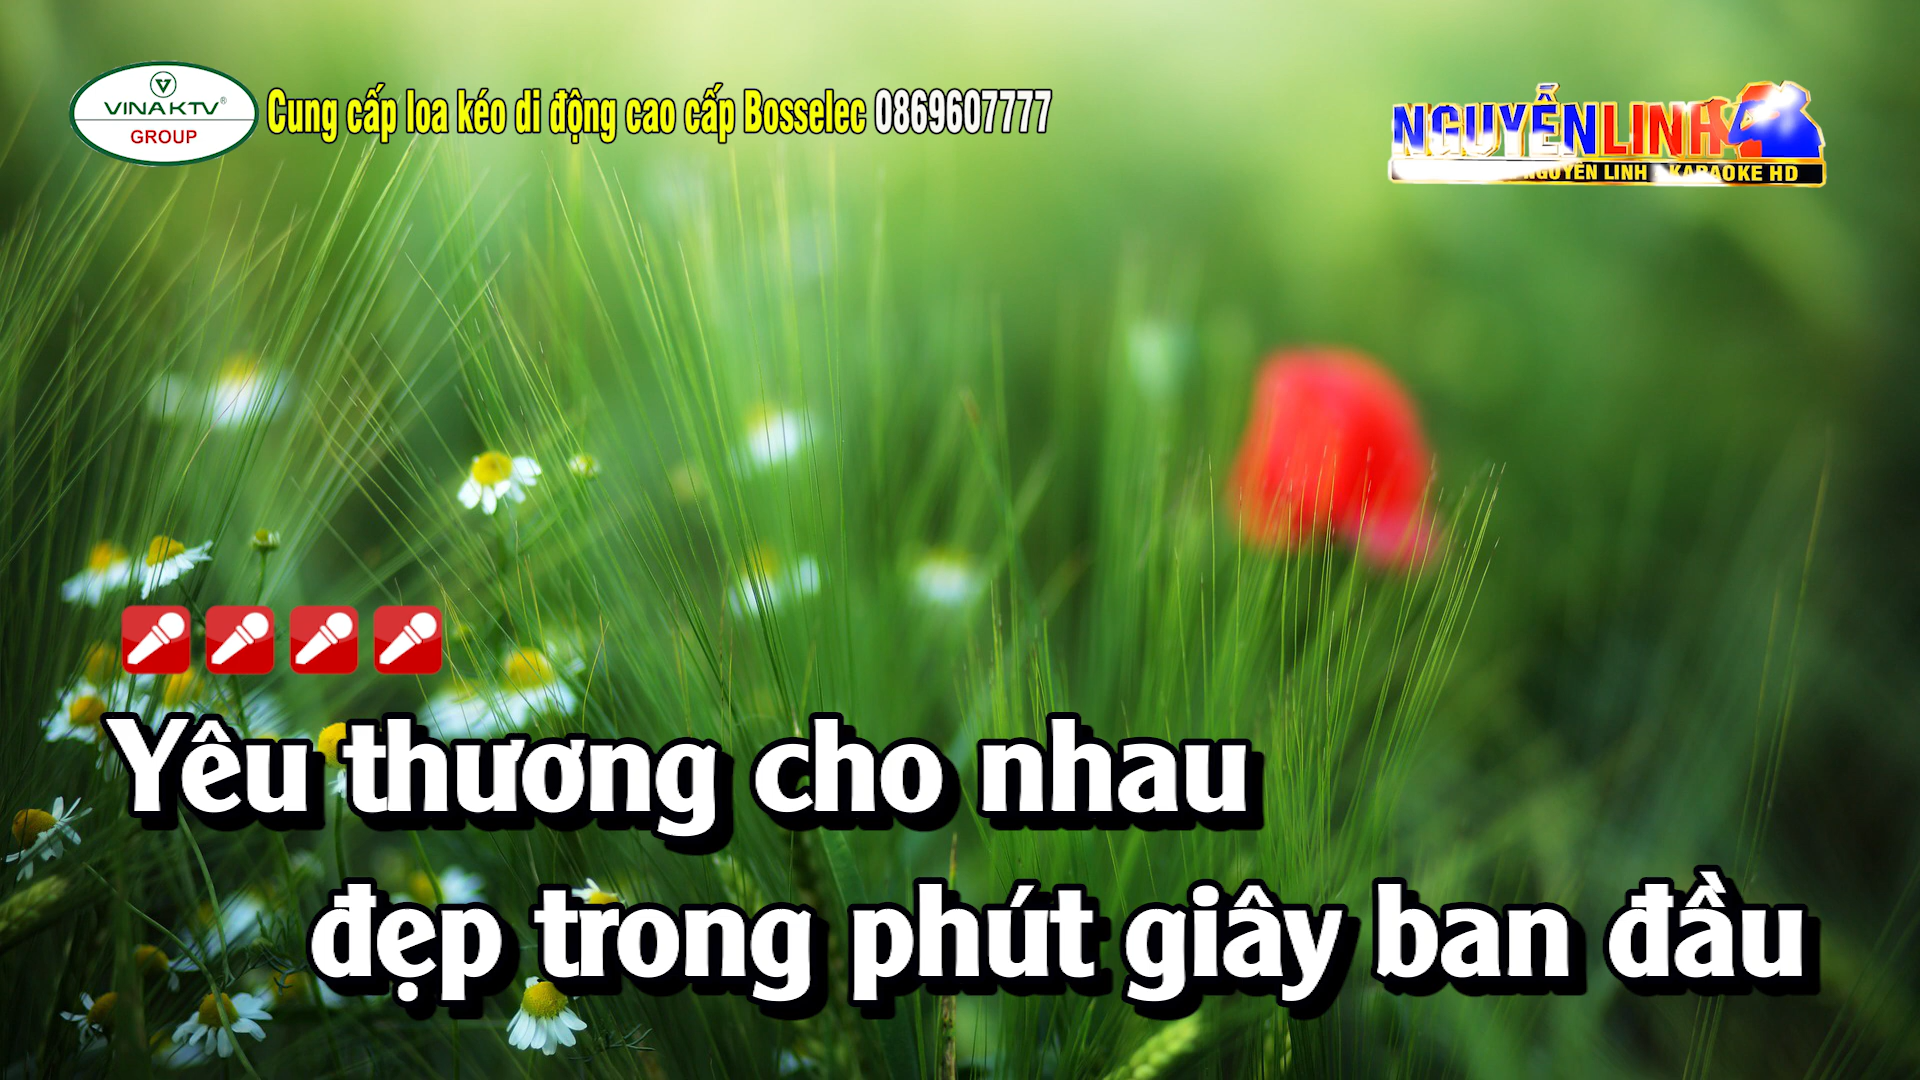 VINAKTV®
GROUP
Cung cấp loa kéo di động cao cấp Bosselec 0869607777
NGUYỄNLINH
NGUYỄN LINH KARAOKE HD
Yêu thương cho nhau
đẹp trong phút giây ban đầu